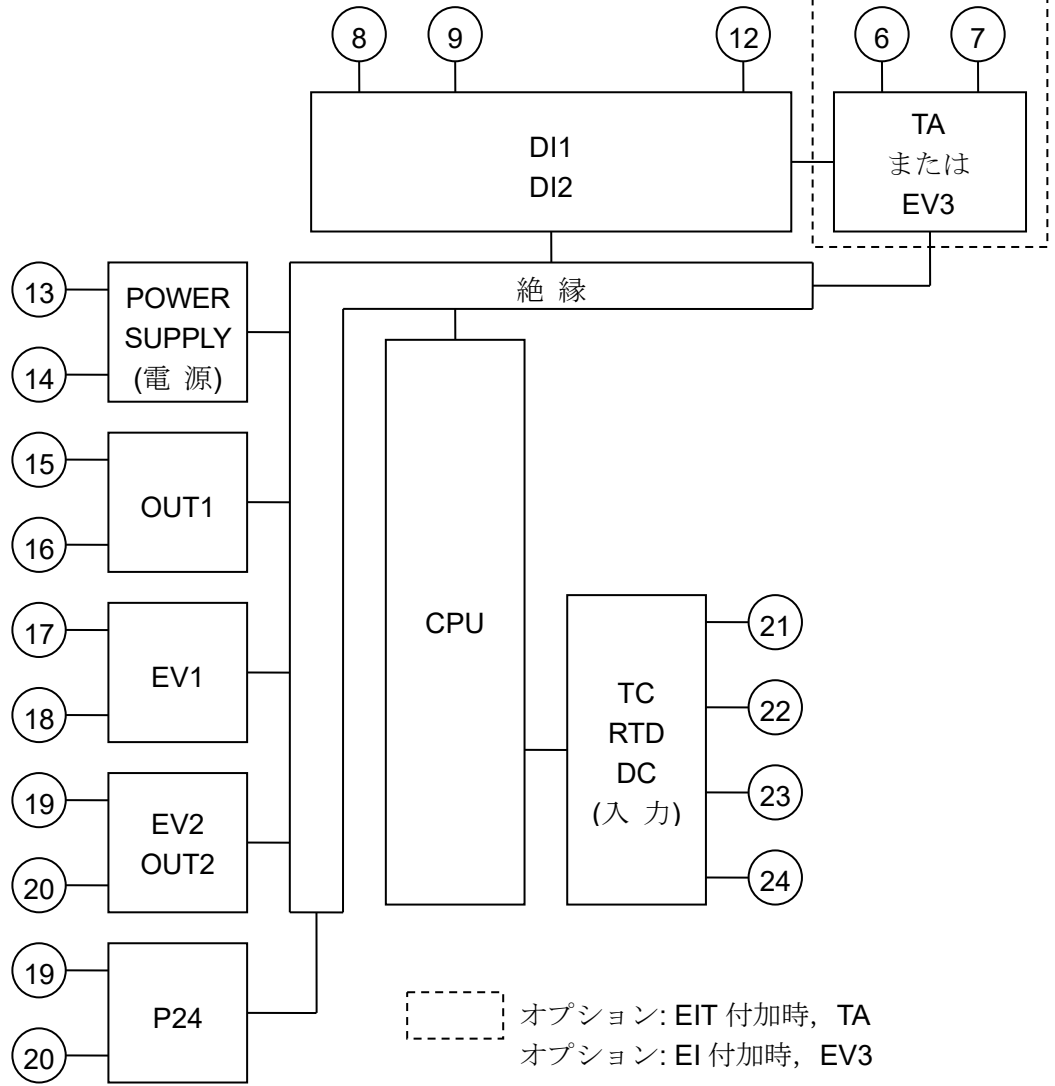 8
9
12
6
7
DI1
DI2
TA
または
EV3
絶 縁
13
14
POWER
SUPPLY
(電 源)
15
16
OUT1
17
18
EV1
19
20
EV2
OUT2
19
20
P24
CPU
TC
RTD
DC
(入 力)
21
22
23
24
オプション: EIT 付加時, TA
オプション: EI 付加時, EV3